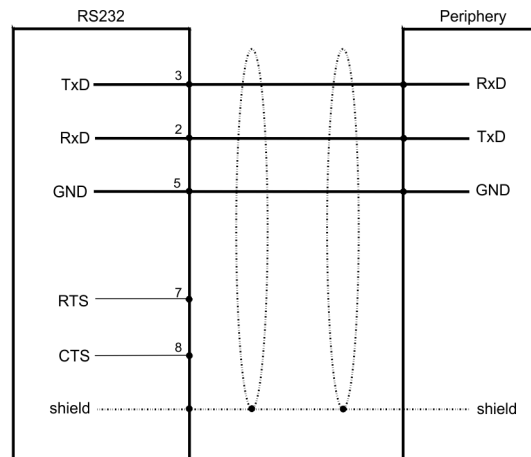 RS232 Periphery
TxD 3 RxD
RxD 2 TxD
GND 5 GND
RTS 7
CTS 8
shield shield